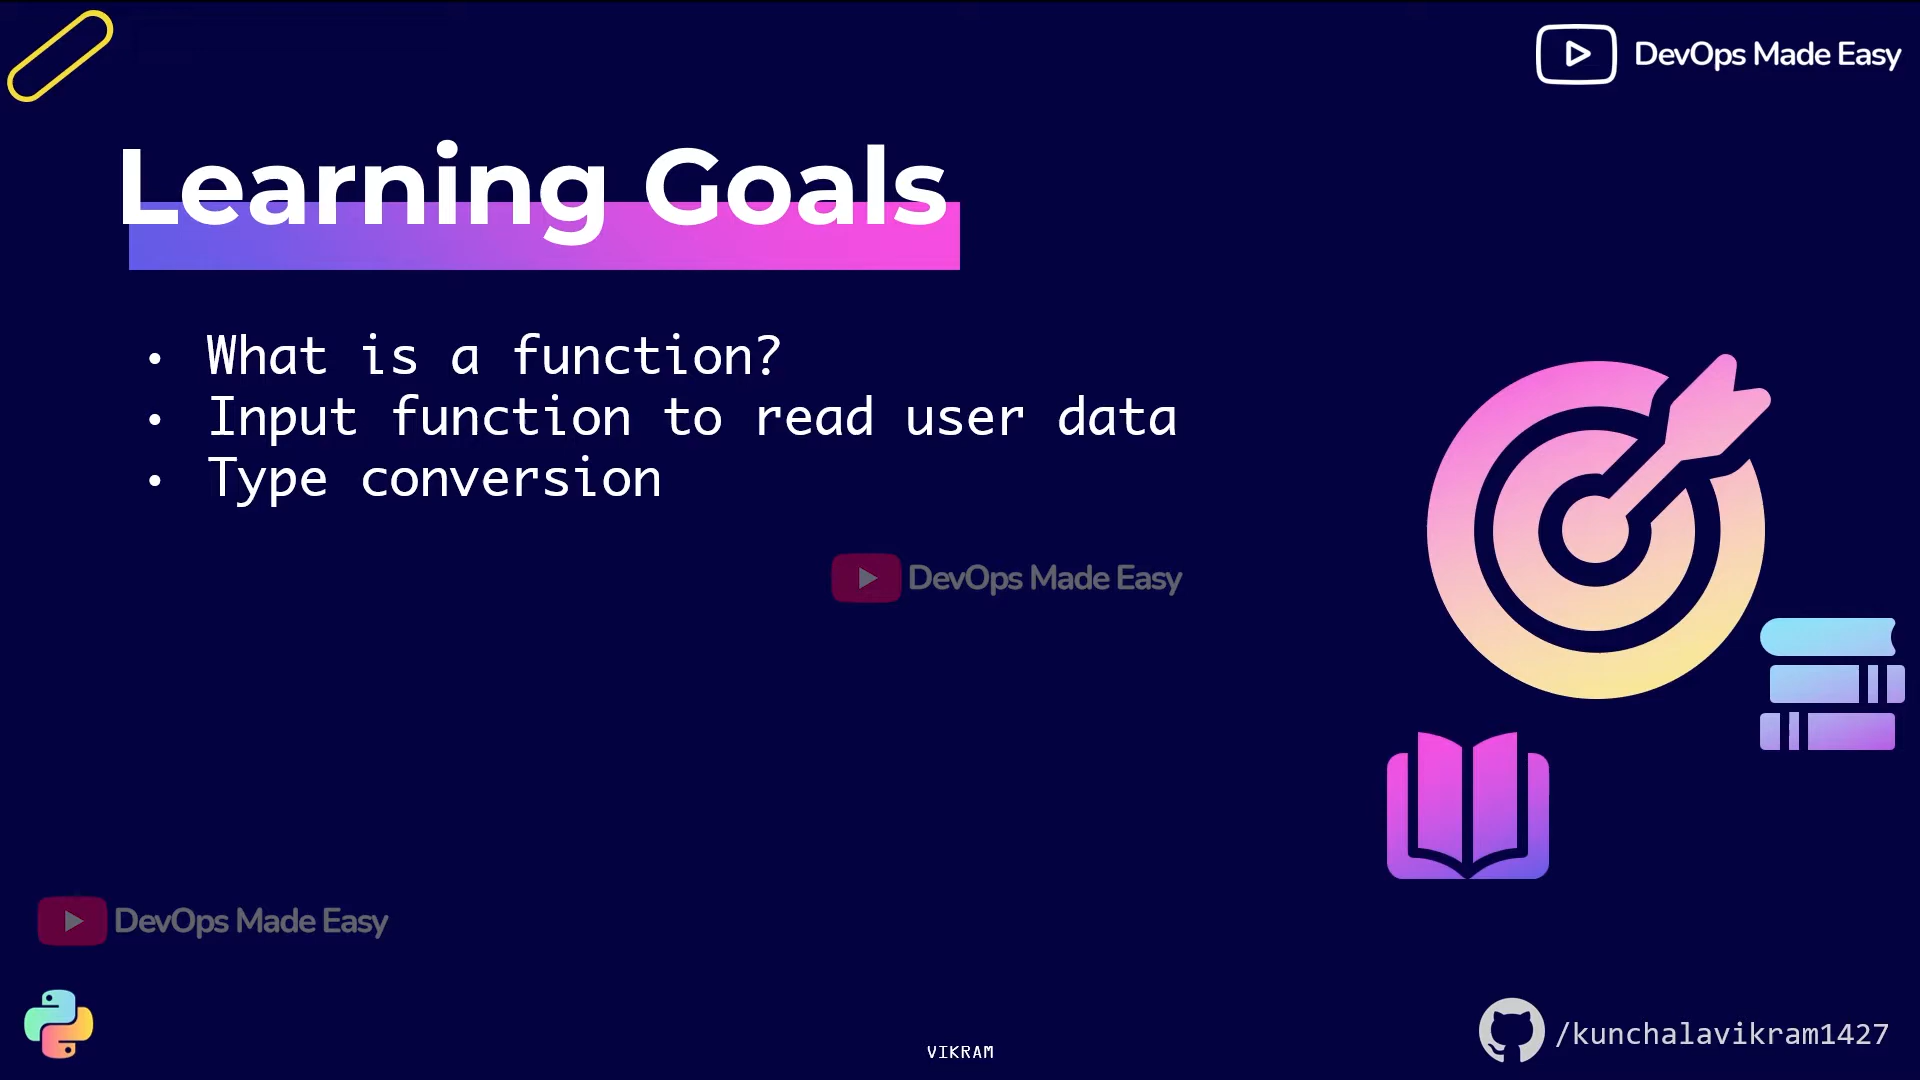 DevOps Made Easy
Learning Goals
• What is a function?
• Input function to read user data
• Type conversion
DevOps Made Easy
DevOps Made Easy
VIKRAM
/kunchalavikram1427